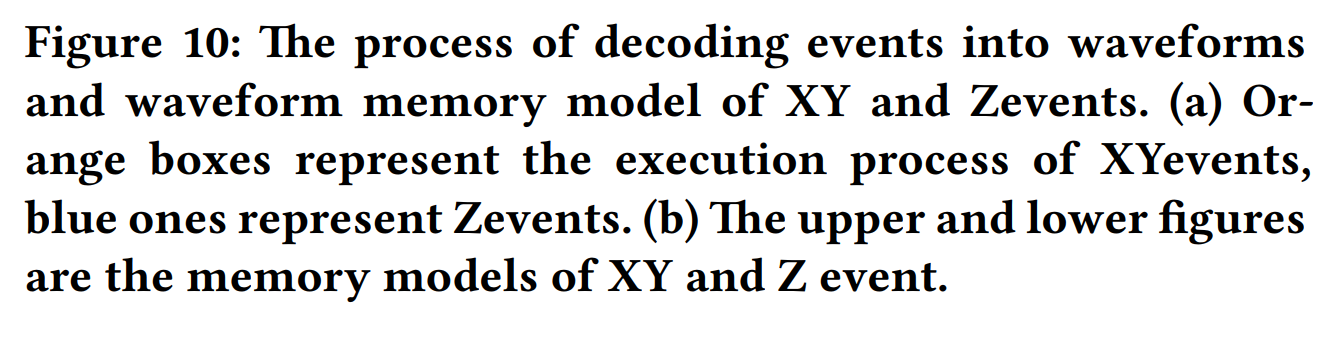 Figure 10: The process of decoding events into waveforms
and waveform memory model of XY and Zevents. (a) Or-
ange boxes represent the execution process of XYevents,
blue ones represent Zevents. (b) The upper and lower figures
are the memory models of XY and Z event.